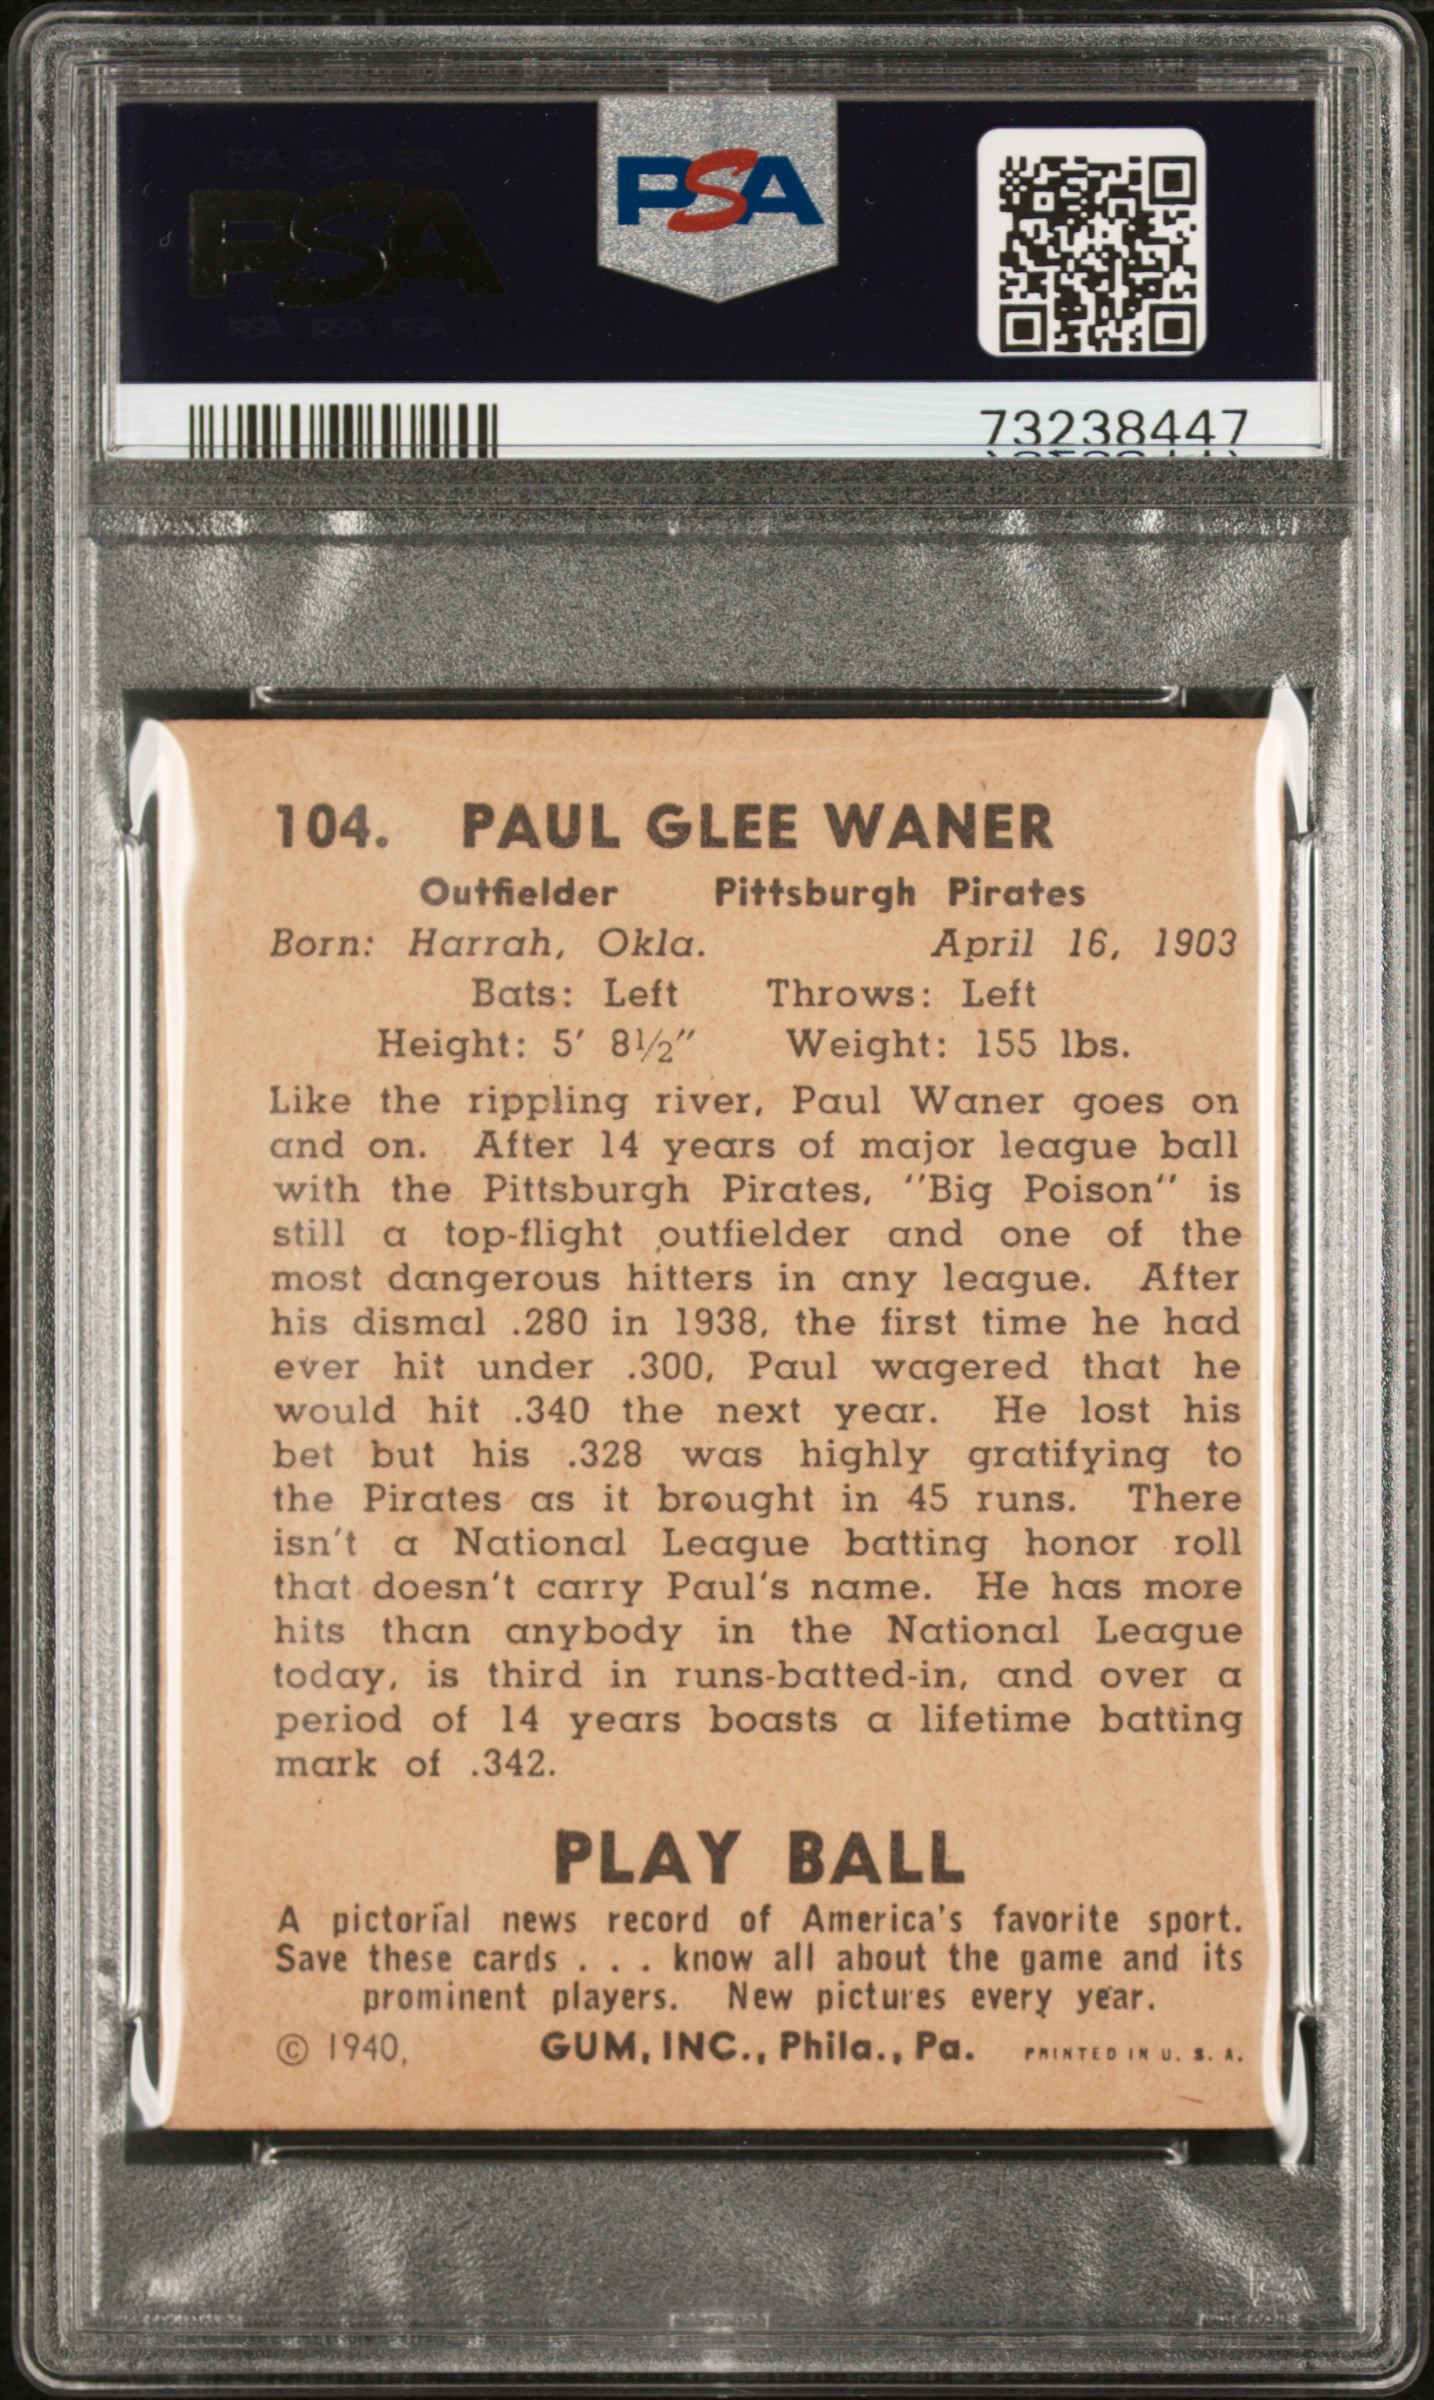 PSA
PSA PSA PSA
PSA
PSA PSA PSA
73238447
104. PAUL GLEE WANER
Outfielder Pittsburgh Pirates
Born: Harrah, Okla. April 16, 1903
Bats: Left Throws: Left
Height: 5′ 8½″ Weight: 155 lbs.
Like the rippling river, Paul Waner goes on
and on. After 14 years of major league ball
with the Pittsburgh Pirates, "Big Poison" is
still a top-flight outfielder and one of the
most dangerous hitters in any league. After
his dismal .280 in 1938, the first time he had
ever hit under .300, Paul wagered that he
would hit .340 the next year. He lost his
bet but his .328 was highly gratifying to
the Pirates as it brought in 45 runs. There
isn't a National League batting honor roll
that doesn't carry Paul's name. He has more
hits than anybody in the National League
today, is third in runs-batted-in, and over a
period of 14 years boasts a lifetime batting
mark of .342.
PLAY BALL
A pictorial news record of America's favorite sport.
Save these cards . . . know all about the game and its
prominent players. New pictures every year.
© 1940, GUM, INC., Phila., Pa. PRINTED IN U. S. A.
PSA